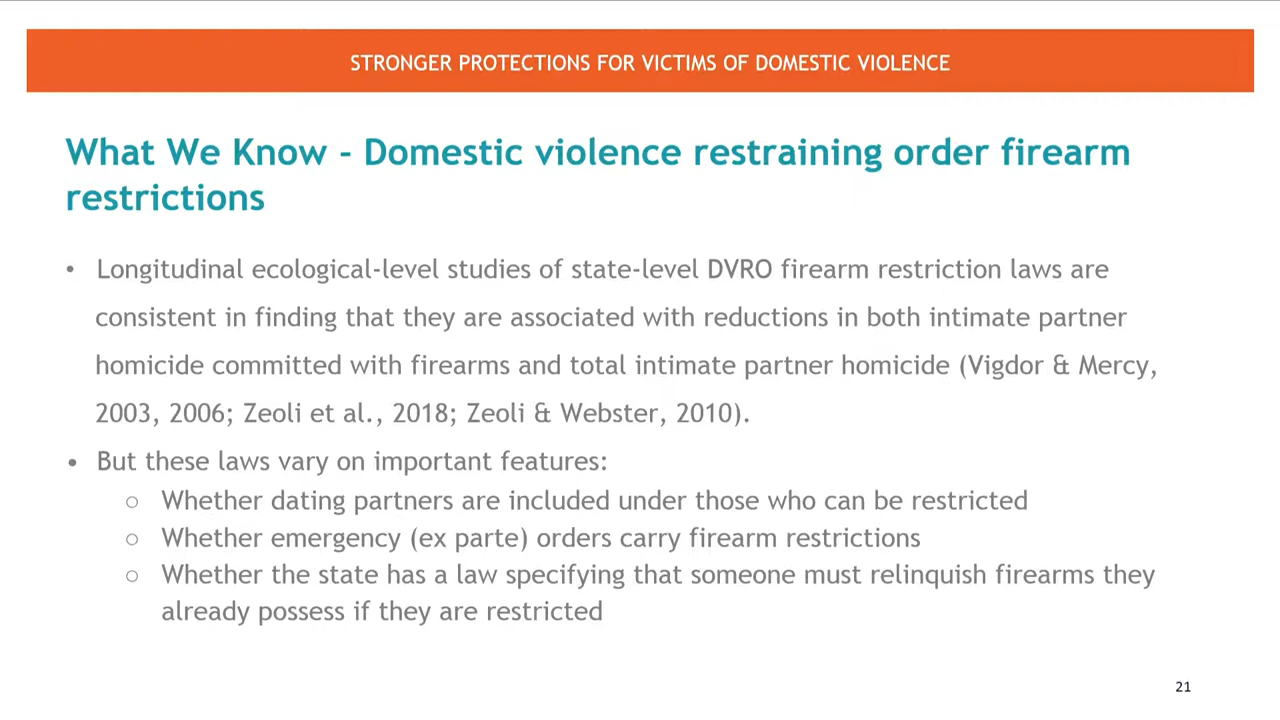 STRONGER PROTECTIONS FOR VICTIMS OF DOMESTIC VIOLENCE
What We Know - Domestic violence restraining order firearm
restrictions
• Longitudinal ecological-level studies of state-level DVRO firearm restriction laws are
consistent in finding that they are associated with reductions in both intimate partner
homicide committed with firearms and total intimate partner homicide (Vigdor & Mercy,
2003, 2006; Zeoli et al., 2018; Zeoli & Webster, 2010).
• But these laws vary on important features:
○ Whether dating partners are included under those who can be restricted
○ Whether emergency (ex parte) orders carry firearm restrictions
○ Whether the state has a law specifying that someone must relinquish firearms they
already possess if they are restricted
21